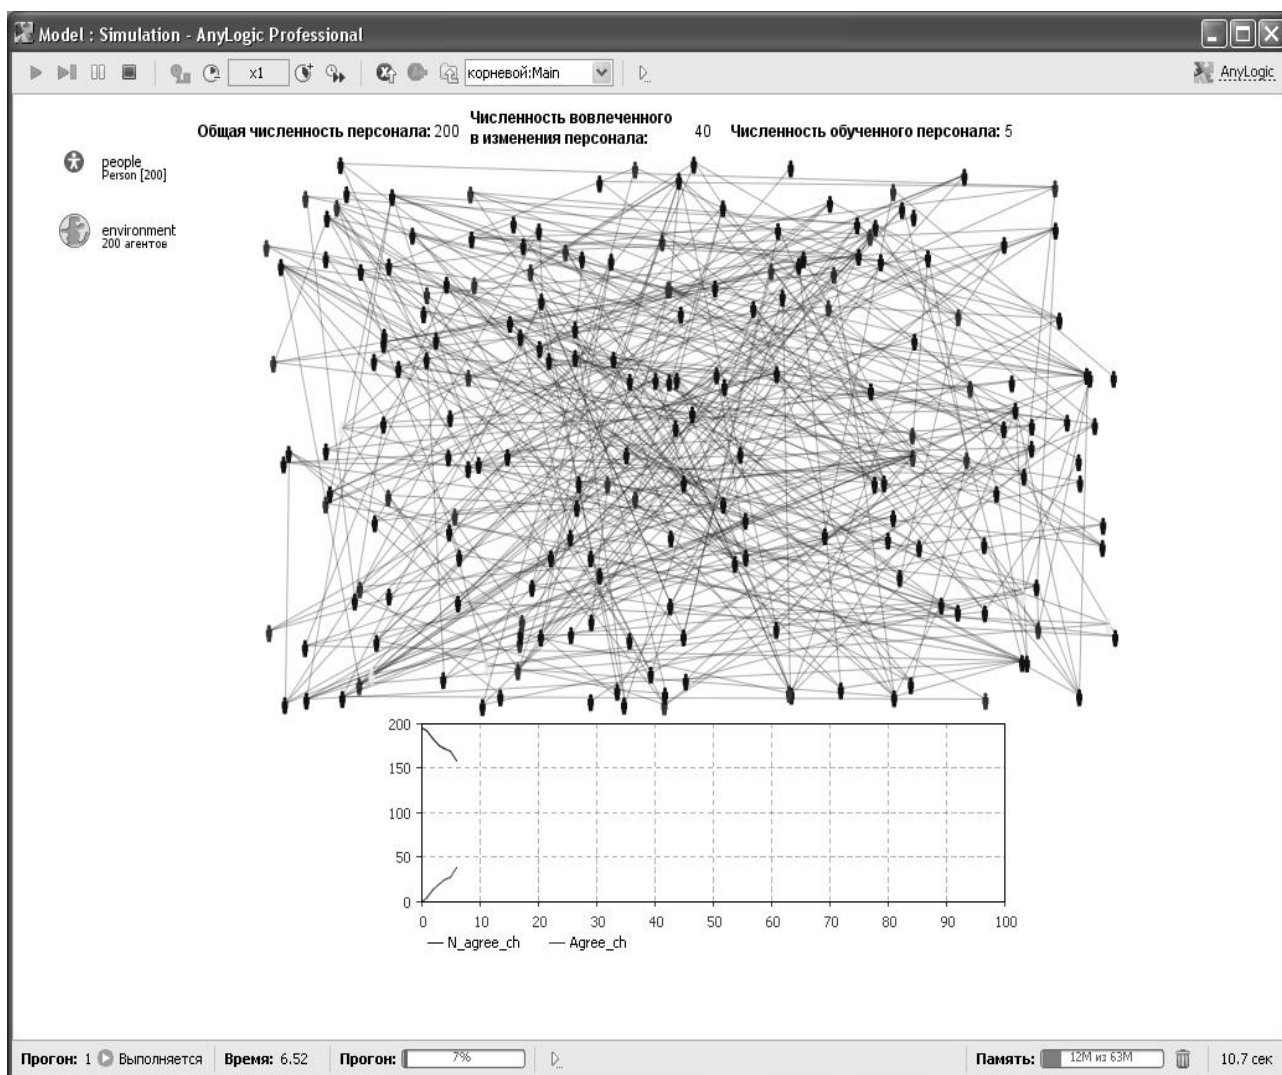 Model : Simulation - AnyLogic Professional
x1
корневой:Main
AnyLogic
Общая численность персонала: 200
Численность вовлеченного
в изменения персонала: 40
Численность обученного персонала: 5
people
Person [200]
environment
200 агентов
200
150
100
50
0
0 10 20 30 40 50 60 70 80 90 100
N_agree_ch Agree_ch
Прогон: 1 Выполняется Время: 6.52 Прогон: 7% Память: 12M из 63M 10.7 сек